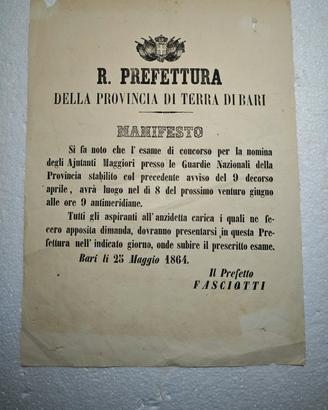 R. PREFETTURA
DELLA PROVINCIA DI TERRA DI BARI
MANIFESTO
Si fa noto che l'esame di concorso per la nomina
degli Ajutanti Maggiori presso le Guardie Nazionali della
Provincia stabilito col precedente avviso del 9 decorso
aprile, avrà luogo nel dì 8 del prossimo venturo giugno
alle ore 9 antimeridiane.
Tutti gli aspiranti all'anzidetta carica i quali ne fe-
cero apposita dimanda, dovranno presentarsi in questa Pre-
fettura nell'indicato giorno, onde subire il prescritto esame.
Bari li 25 Maggio 1864.
Il Prefetto
FASCIOTTI